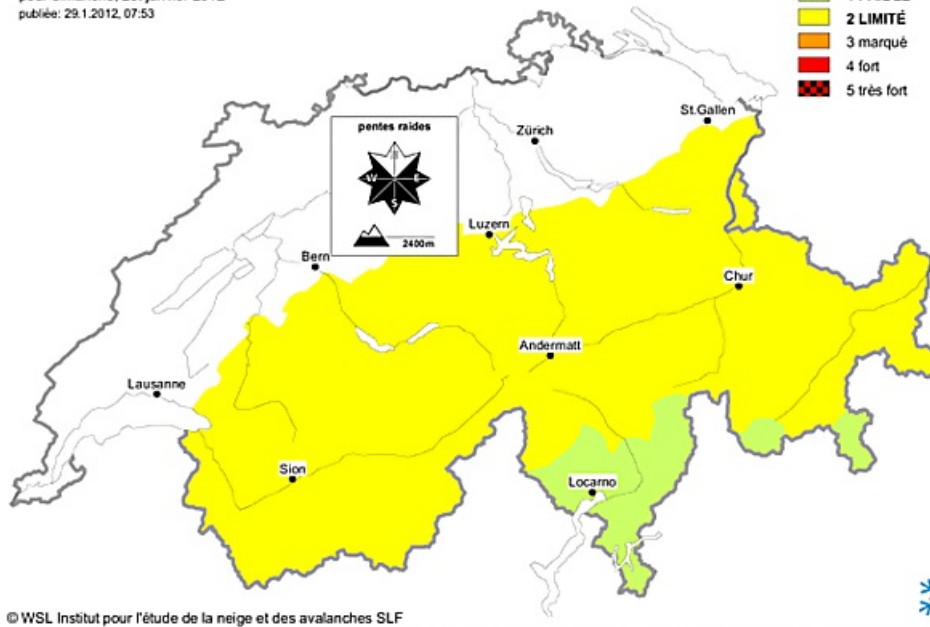 publiée: 29.1.2012, 07:53
2 LIMITÉ
3 marqué
4 fort
5 très fort
St.Gallen
pentes raides
Zürich
W E
S
2400m
Luzern
Bern
Chur
Andermatt
Lausanne
Sion
Locarno
© WSL Institut pour l'étude de la neige et des avalanches SLF